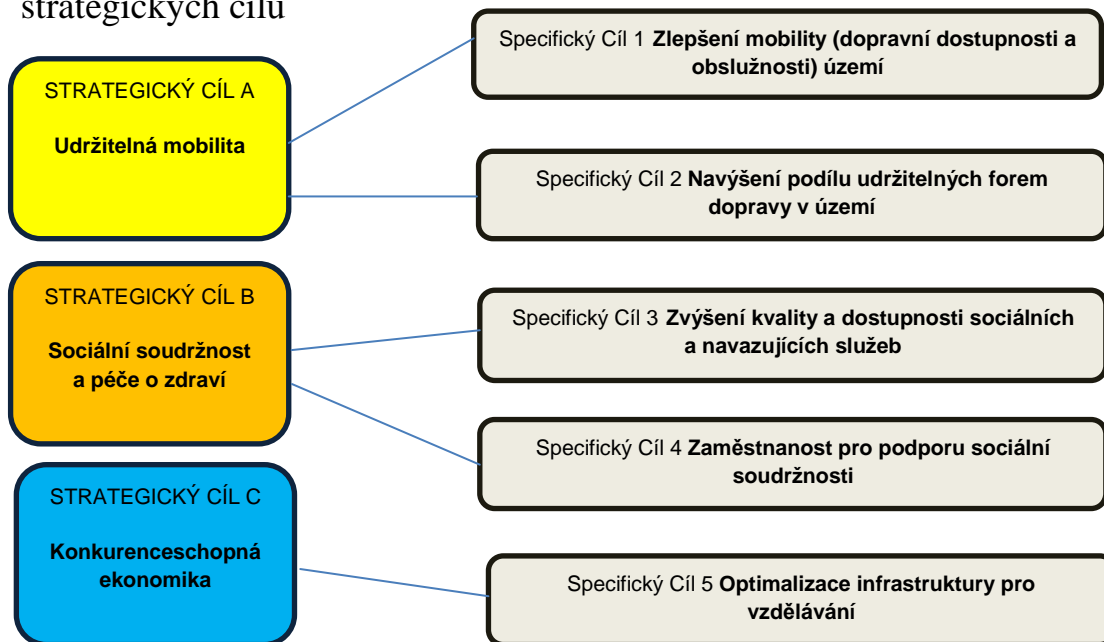 strategických cílů
STRATEGICKÝ CÍL A
Udržitelná mobilita
Specifický Cíl 1 Zlepšení mobility (dopravní dostupnosti a
obslužnosti) území
Specifický Cíl 2 Navýšení podílu udržitelných forem
dopravy v území
STRATEGICKÝ CÍL B
Sociální soudržnost
a péče o zdraví
Specifický Cíl 3 Zvýšení kvality a dostupnosti sociálních
a navazujících služeb
Specifický Cíl 4 Zaměstnanost pro podporu sociální
soudržnosti
STRATEGICKÝ CÍL C
Konkurenceschopná
ekonomika
Specifický Cíl 5 Optimalizace infrastruktury pro
vzdělávání